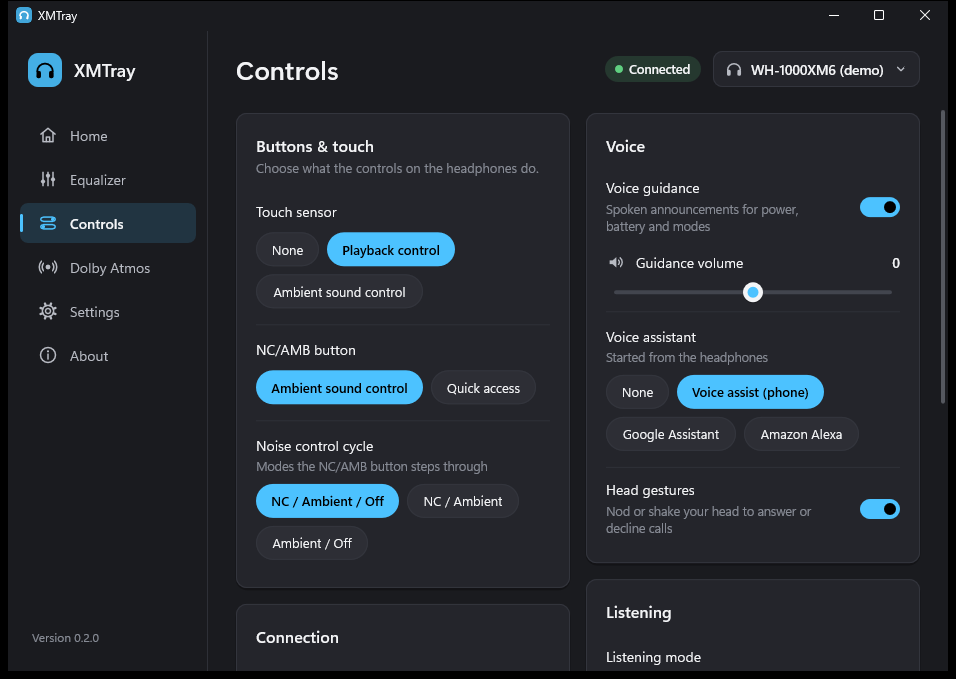 XMTray
XMTray
Home
Equalizer
Controls
Dolby Atmos
Settings
About
Version 0.2.0
Controls
Connected
WH-1000XM6 (demo)
Buttons & touch
Choose what the controls on the headphones do.
Touch sensor
None
Playback control
Ambient sound control
NC/AMB button
Ambient sound control
Quick access
Noise control cycle
Modes the NC/AMB button steps through
NC / Ambient / Off
NC / Ambient
Ambient / Off
Connection
Voice
Voice guidance
Spoken announcements for power,
battery and modes
Guidance volume
0
Voice assistant
Started from the headphones
None
Voice assist (phone)
Google Assistant
Amazon Alexa
Head gestures
Nod or shake your head to answer or
decline calls
Listening
Listening mode